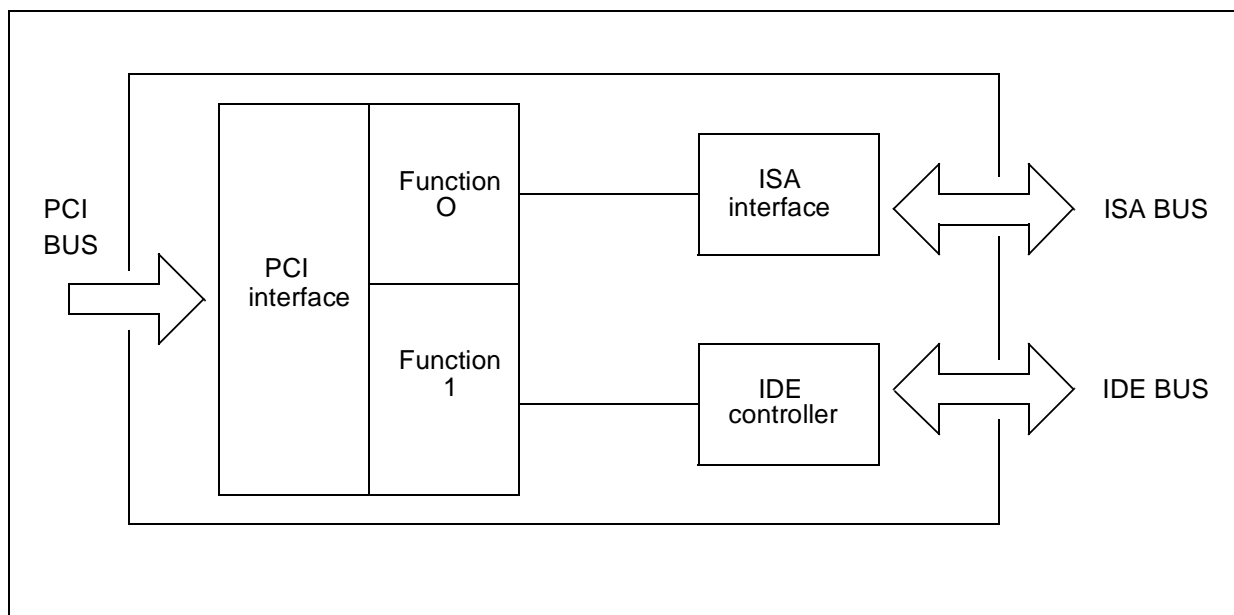 PCI
BUS
PCI
interface
Function
O
Function
1
ISA
interface
IDE
controller
ISA BUS
IDE BUS